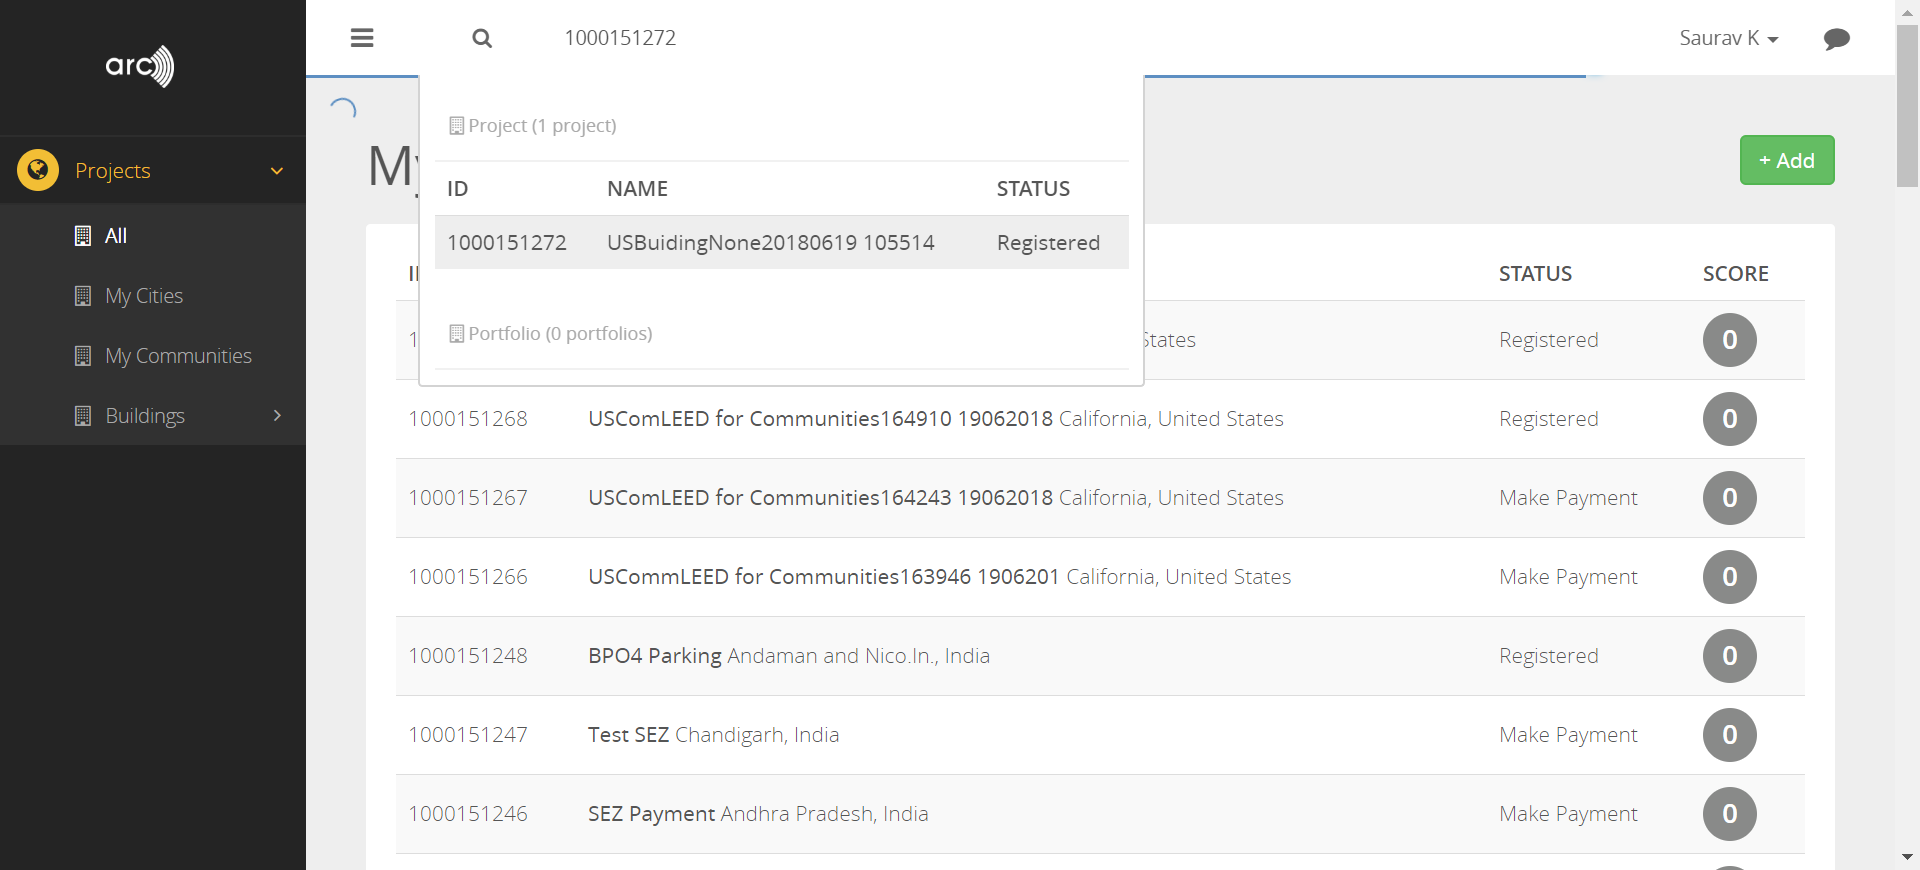 arc
1000151272
Saurav K
Projects
All
My Cities
My Communities
Buildings
My
+ Add
Project (1 project)
ID NAME STATUS
1000151272 USBuidingNone20180619 105514 Registered
Portfolio (0 portfolios)
STATUS SCORE
States Registered 0
1000151268 USComLEED for Communities164910 19062018 California, United States Registered 0
1000151267 USComLEED for Communities164243 19062018 California, United States Make Payment 0
1000151266 USCommLEED for Communities163946 1906201 California, United States Make Payment 0
1000151248 BPO4 Parking Andaman and Nico.In., India Registered 0
1000151247 Test SEZ Chandigarh, India Make Payment 0
1000151246 SEZ Payment Andhra Pradesh, India Make Payment 0